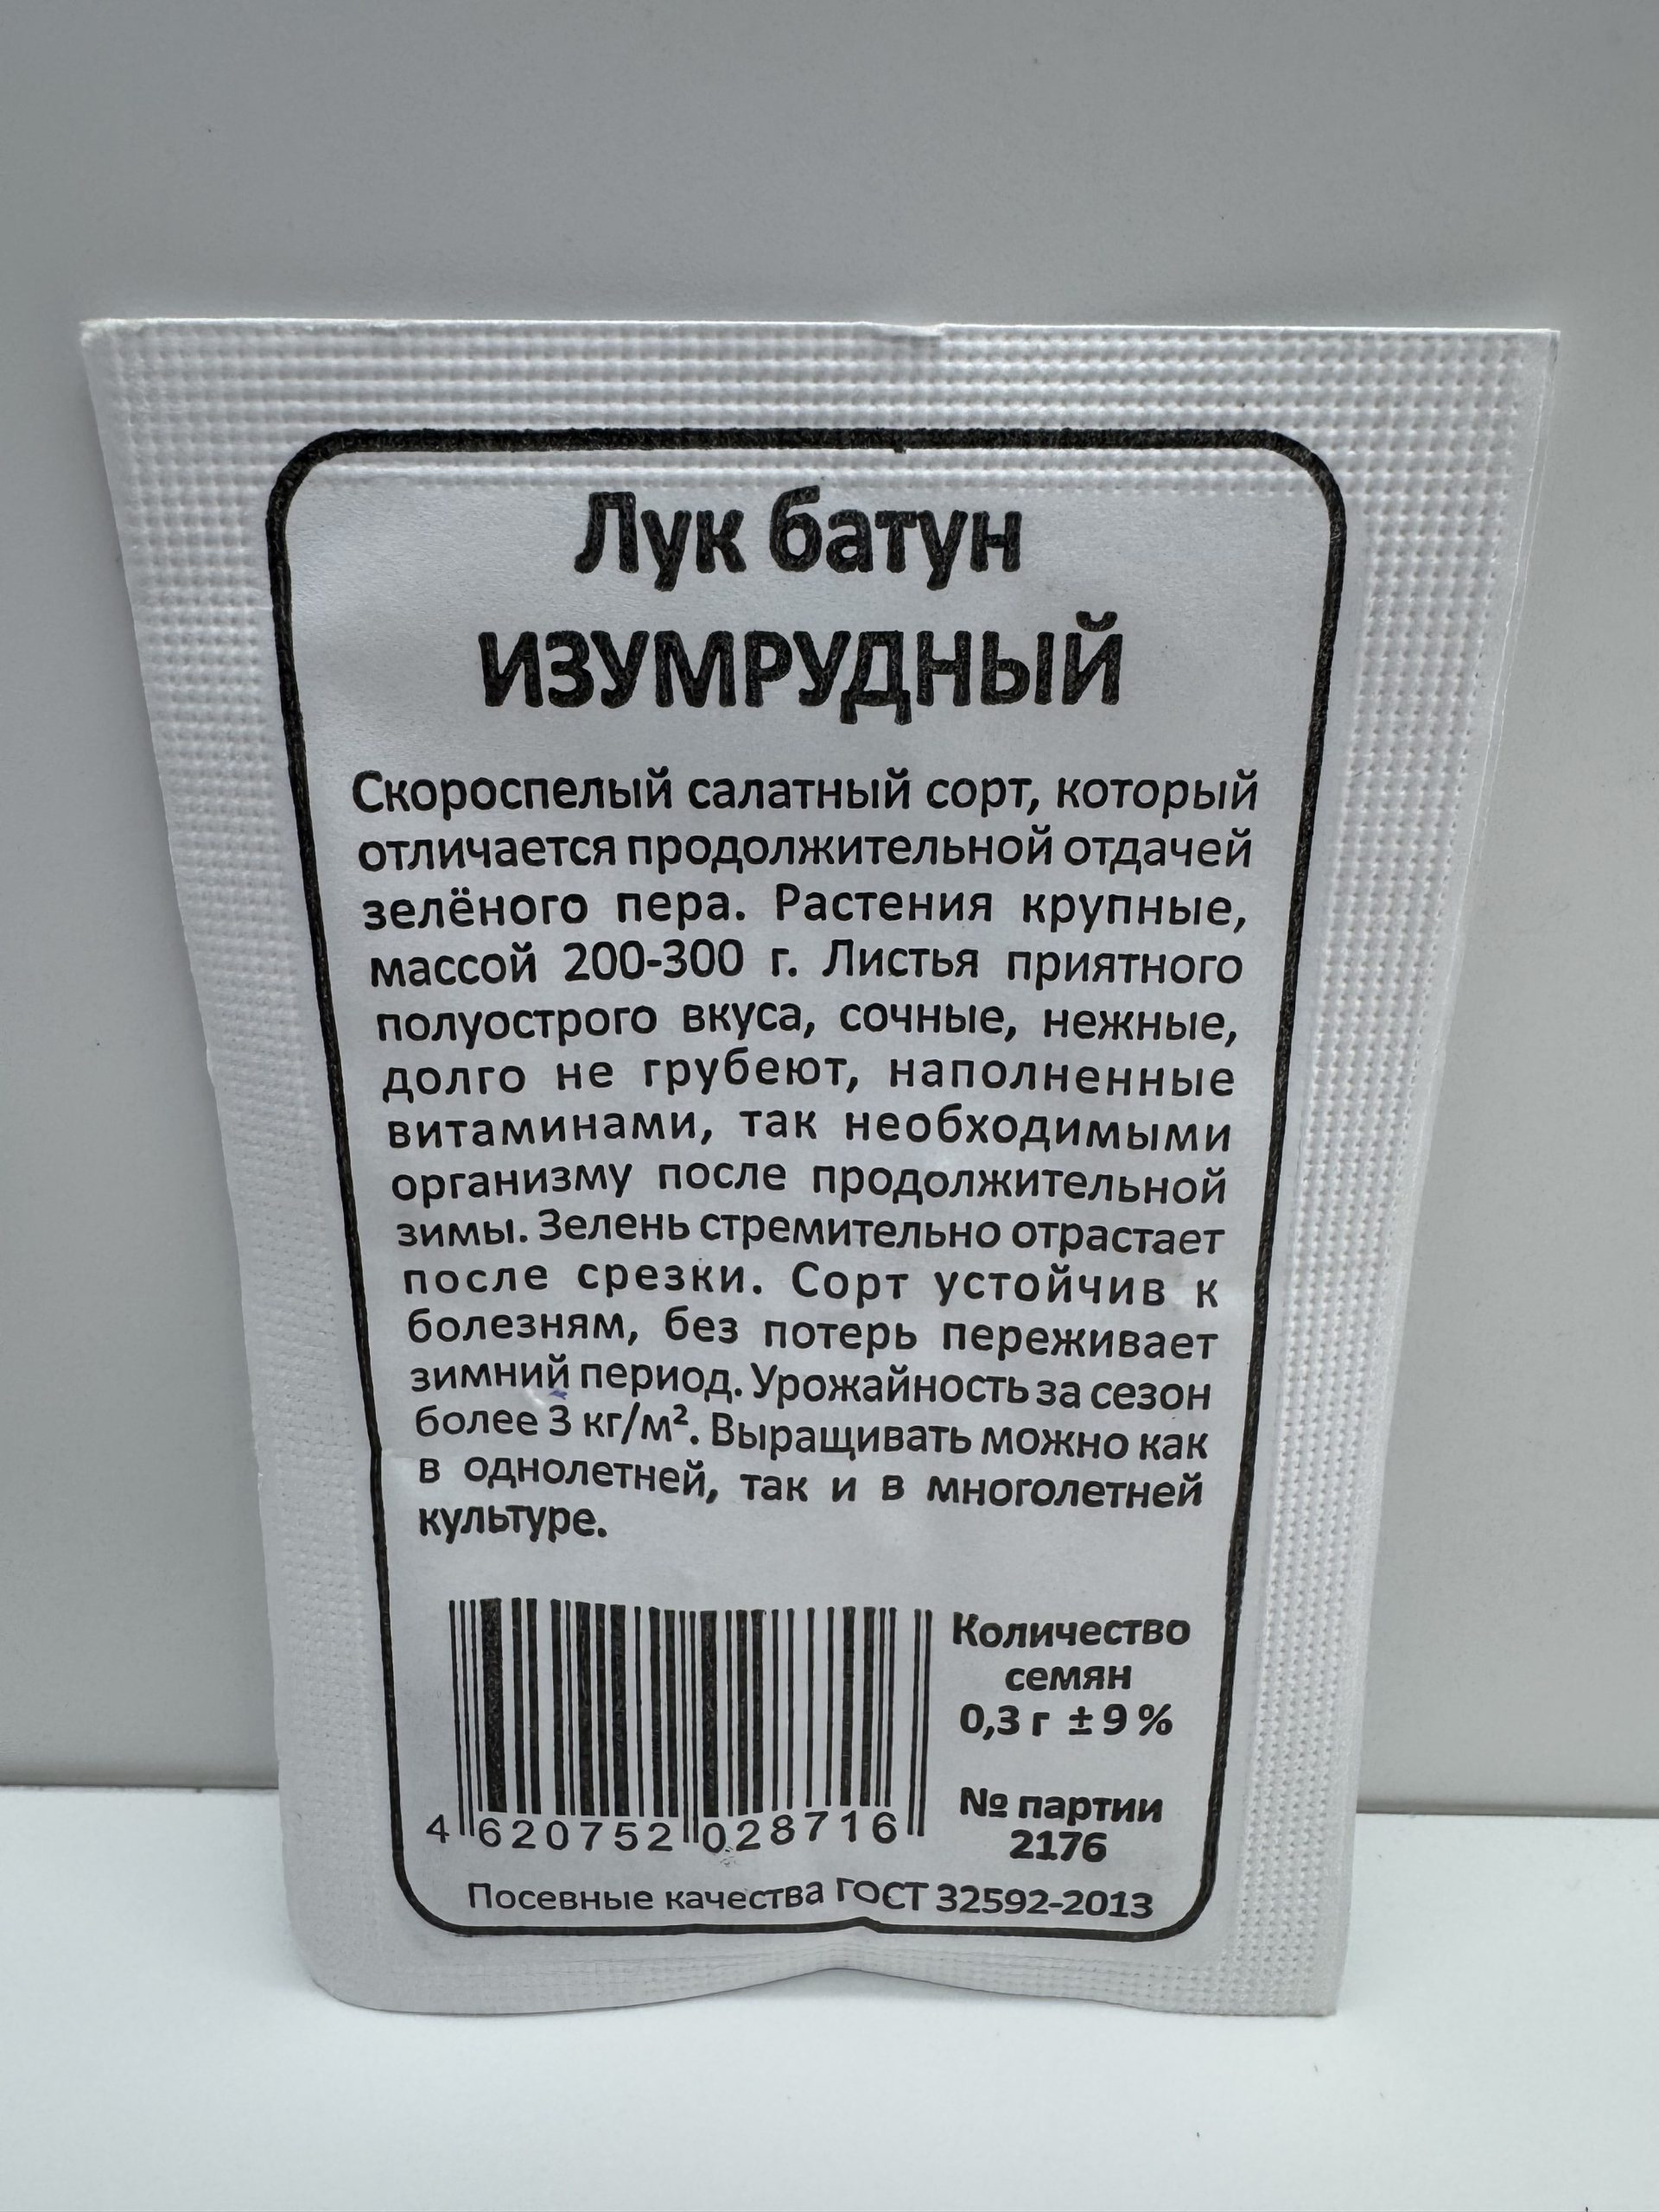 Лук батун
ИЗУМРУДНЫЙ
Скороспелый салатный сорт, который
отличается продолжительной отдачей
зелёного пера. Растения крупные,
массой 200-300 г. Листья приятного
полуострого вкуса, сочные, нежные,
долго не грубеют, наполненные
витаминами, так необходимыми
организму после продолжительной
зимы. Зелень стремительно отрастает
после срезки. Сорт устойчив к
болезням, без потерь переживает
зимний период. Урожайность за сезон
более 3 кг/м². Выращивать можно как
в однолетней, так и в многолетней
культуре.
Количество
семян
0,3 г ± 9 %
№ партии
2176
4 620752 028716
Посевные качества ГОСТ 32592-2013